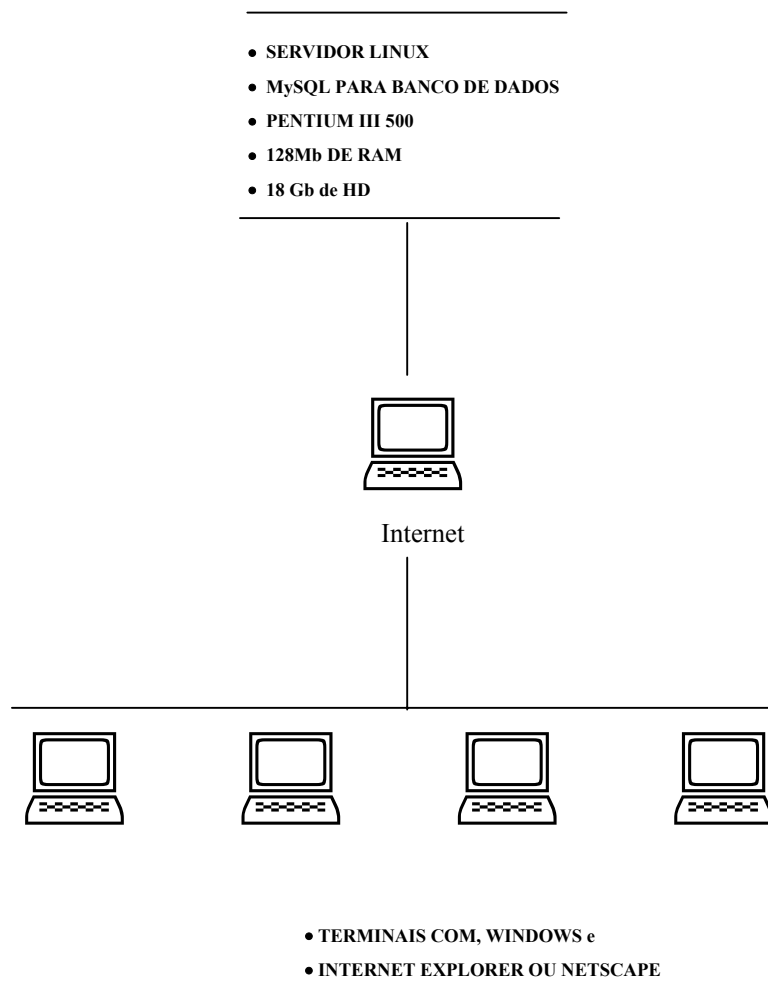 • SERVIDOR LINUX
• MySQL PARA BANCO DE DADOS
• PENTIUM III 500
• 128Mb DE RAM
• 18 Gb de HD
Internet
• TERMINAIS COM, WINDOWS e
• INTERNET EXPLORER OU NETSCAPE